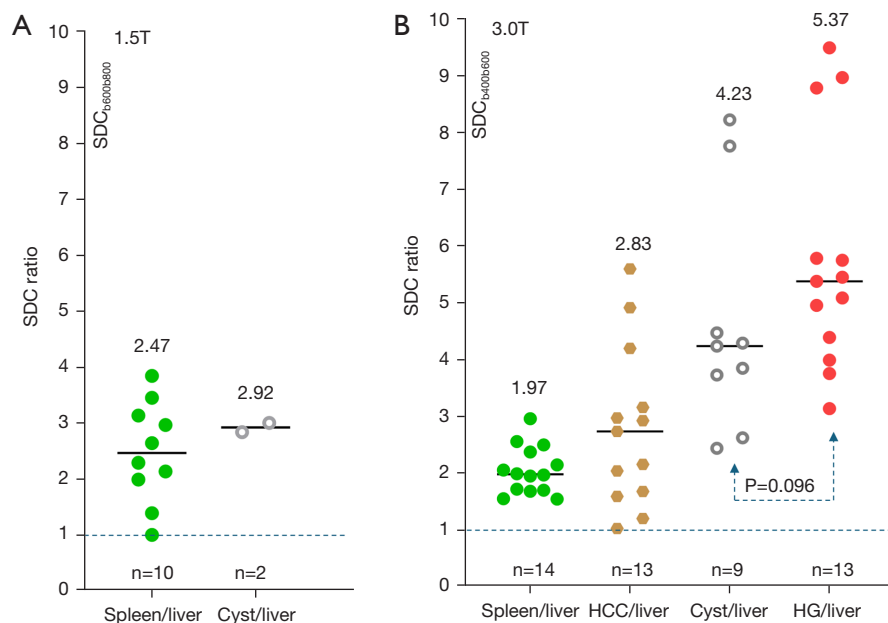 A
1.5T
SDCb600b800
SDC ratio
10
9
8
7
6
5
4
3
2
1
0
2.47
2.92
n=10
n=2
Spleen/liver
Cyst/liver
B
3.0T
SDCb400b600
SDC ratio
10
9
8
7
6
5
4
3
2
1
0
1.97
2.83
4.23
5.37
P=0.096
n=14
n=13
n=9
n=13
Spleen/liver
HCC/liver
Cyst/liver
HG/liver